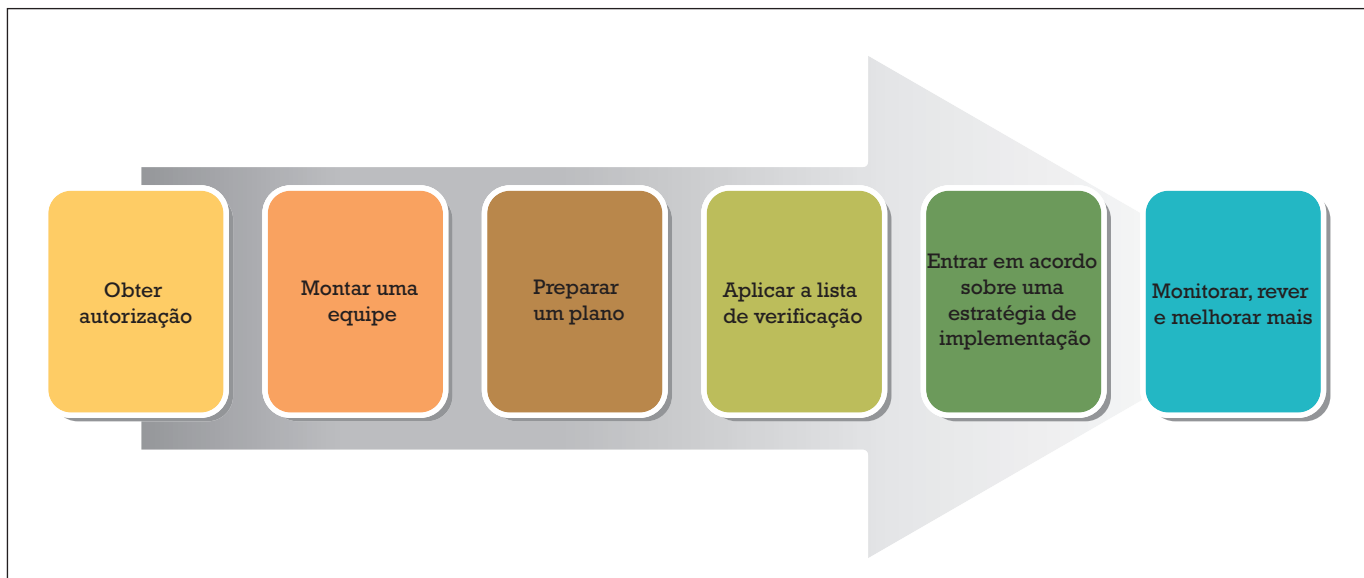 Obter
autorização
Montar uma
equipe
Preparar
um plano
Aplicar a lista
de verificação
Entrar em acordo
sobre uma
estratégia de
implementação
Monitorar, rever
e melhorar mais